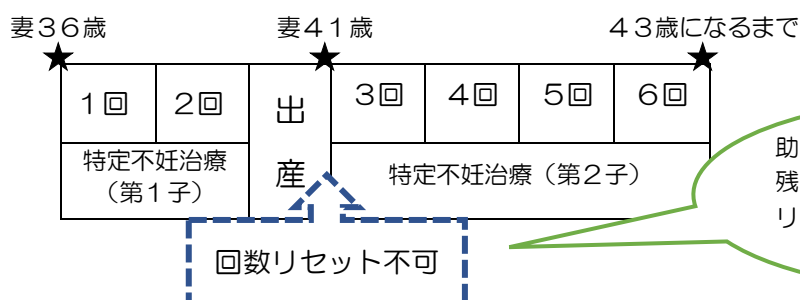 妻３６歳　妻４１歳　４３歳になるまで
１回　２回　出産　３回　４回　５回　６回
特定不妊治療
（第１子）
特定不妊治療（第２子）
回数リセット不可
助
残
リ